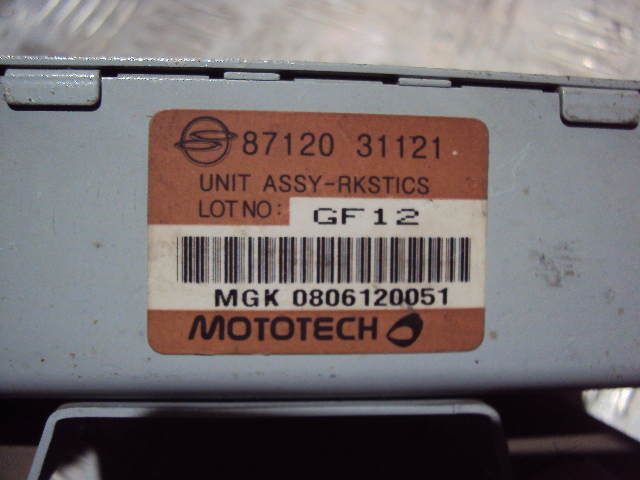 87120 31121
UNIT ASSY-RKSTICS
LOT NO: GF12
MGK 0806120051
MOTOTECH